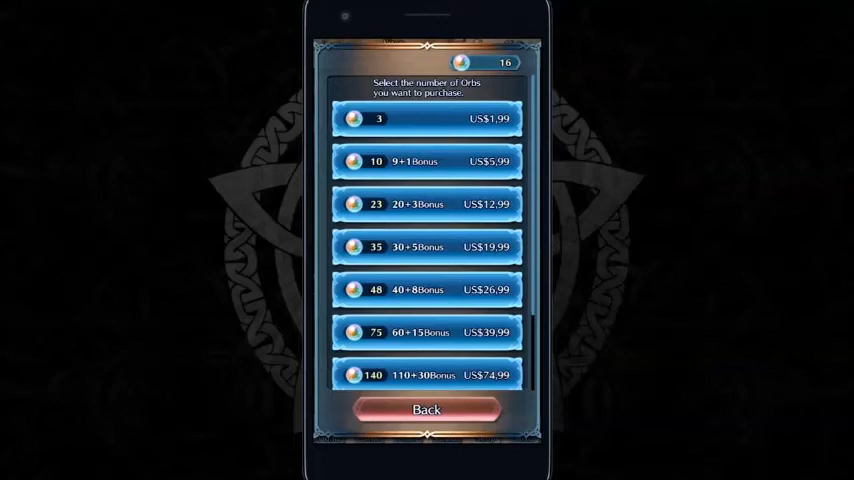 16
Select the number of Orbs
you want to purchase.
3 US$1,99
10 9+1Bonus US$5,99
23 20+3Bonus US$12,99
35 30+5Bonus US$19,99
48 40+8Bonus US$26,99
75 60+15Bonus US$39,99
140 110+30Bonus US$74,99
Back